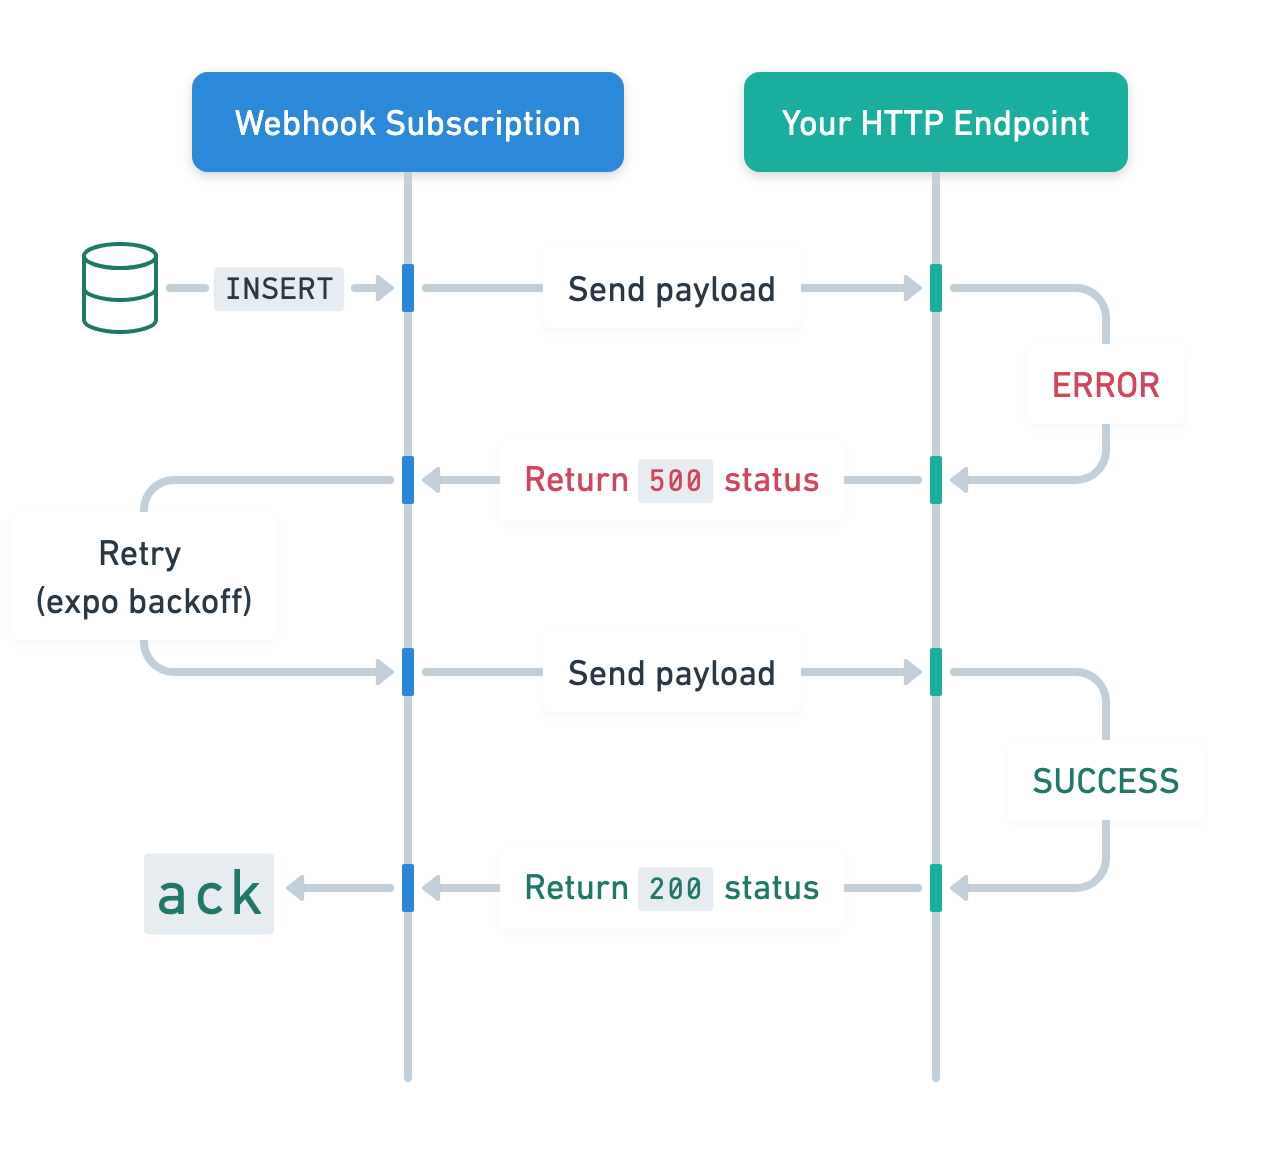 Webhook Subscription
Your HTTP Endpoint
INSERT
Send payload
ERROR
Return 500 status
Retry
(expo backoff)
Send payload
SUCCESS
Return 200 status
ack